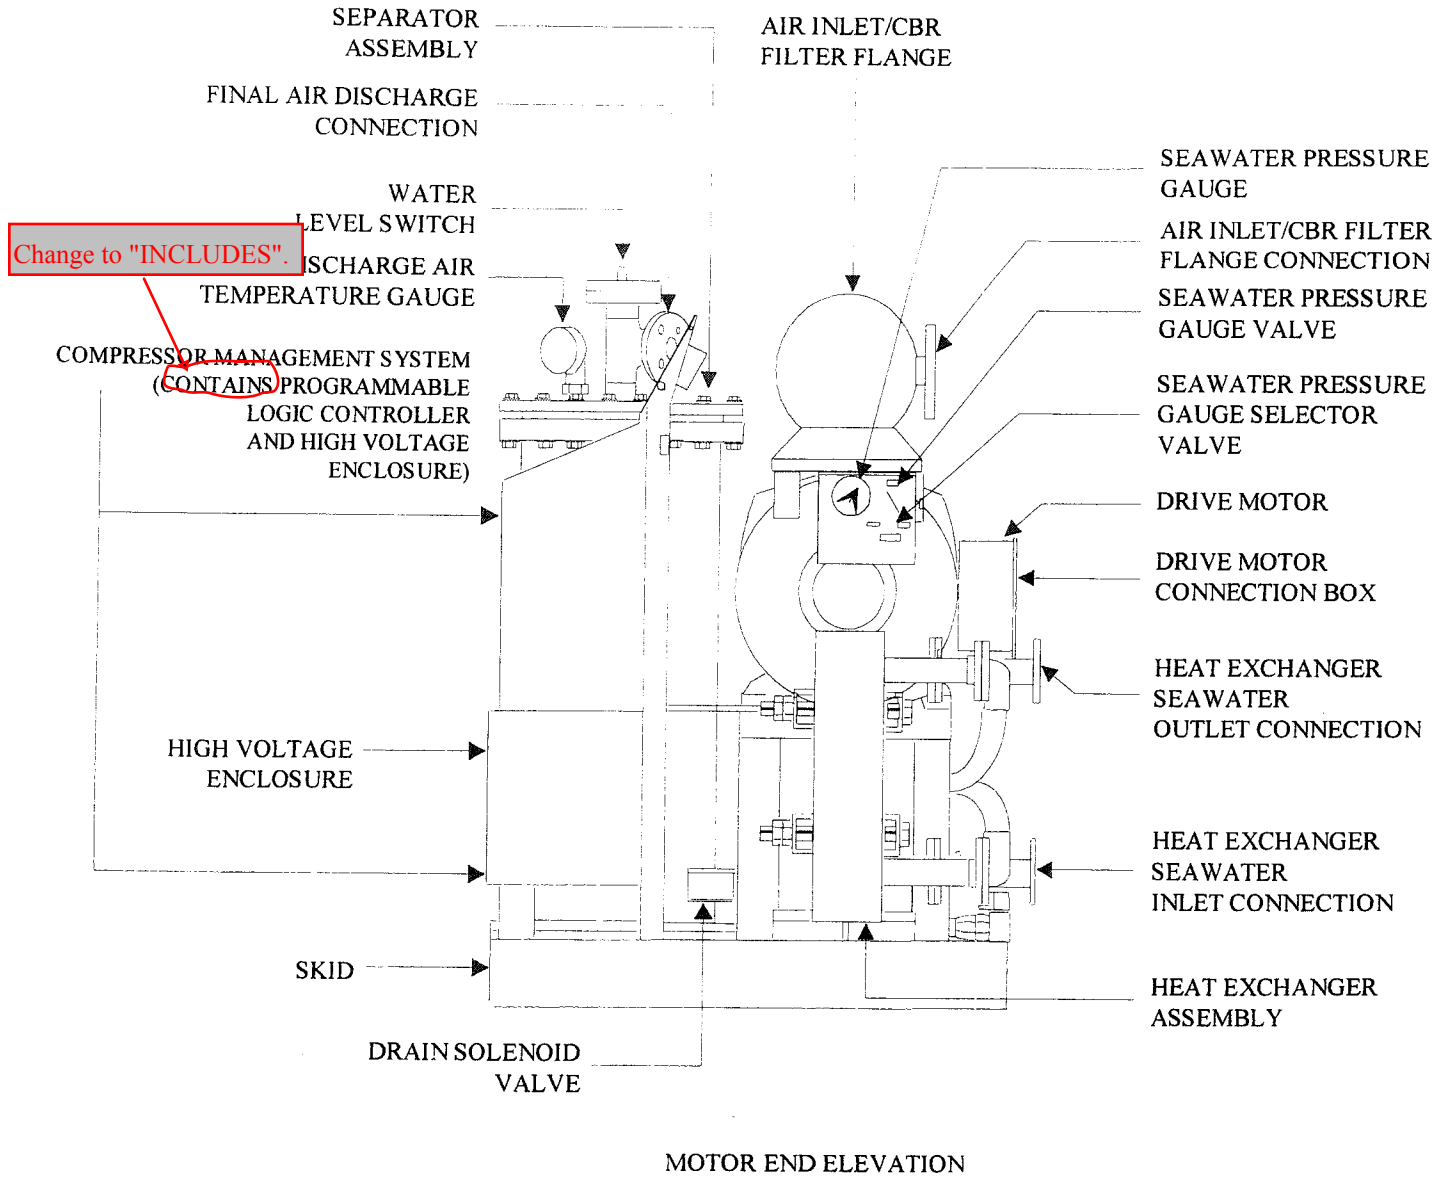 SEPARATOR
ASSEMBLY
AIR INLET/CBR
FILTER FLANGE
FINAL AIR DISCHARGE
CONNECTION
WATER
LEVEL SWITCH
Change to "INCLUDES".
ISCHARGE AIR
TEMPERATURE GAUGE
COMPRESSOR MANAGEMENT SYSTEM
(CONTAINS PROGRAMMABLE
LOGIC CONTROLLER
AND HIGH VOLTAGE
ENCLOSURE)
HIGH VOLTAGE
ENCLOSURE
SKID
DRAIN SOLENOID
VALVE
SEAWATER PRESSURE
GAUGE
AIR INLET/CBR FILTER
FLANGE CONNECTION
SEAWATER PRESSURE
GAUGE VALVE
SEAWATER PRESSURE
GAUGE SELECTOR
VALVE
DRIVE MOTOR
DRIVE MOTOR
CONNECTION BOX
HEAT EXCHANGER
SEAWATER
OUTLET CONNECTION
HEAT EXCHANGER
SEAWATER
INLET CONNECTION
HEAT EXCHANGER
ASSEMBLY
MOTOR END ELEVATION